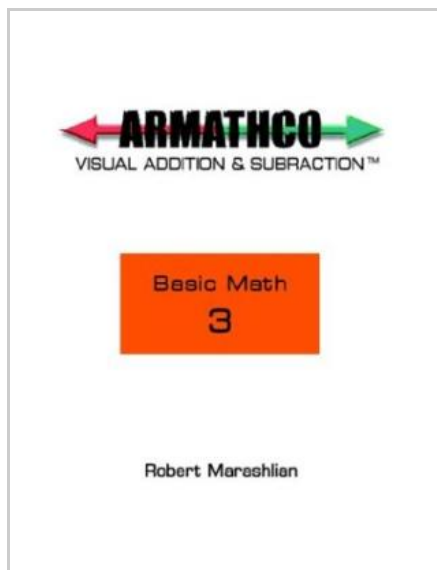 ARMATHCO
VISUAL ADDITION & SUBRACTION™
Basic Math
3
Robert Marashlian